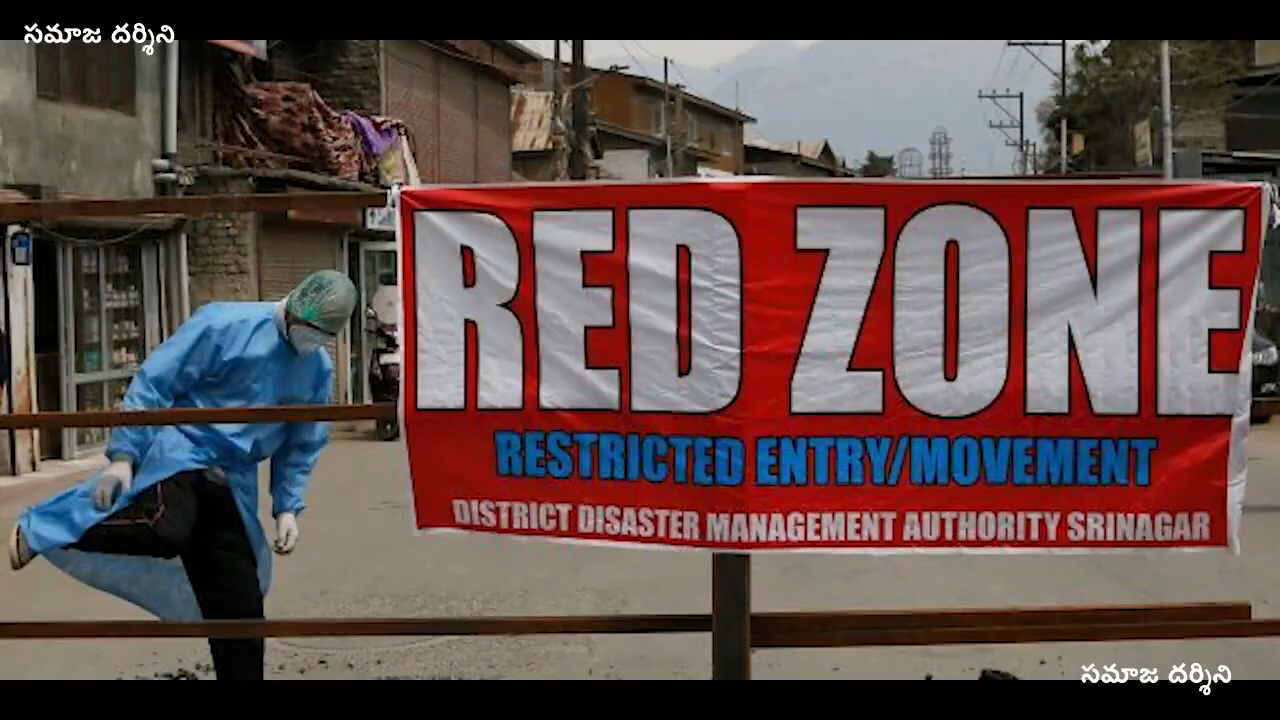 సమాజ దర్శిని
RED ZONE
RESTRICTED ENTRY/MOVEMENT
DISTRICT DISASTER MANAGEMENT AUTHORITY SRINAGAR
సమాజ దర్శిని